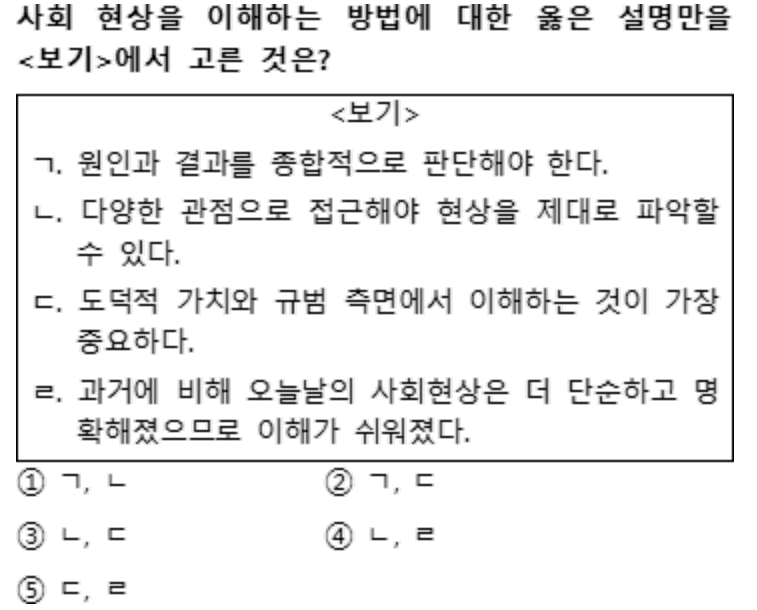 사회 현상을 이해하는 방법에 대한 옳은 설명만을
<보기>에서 고른 것은?
<보기>
ㄱ. 원인과 결과를 종합적으로 판단해야 한다.
ㄴ. 다양한 관점으로 접근해야 현상을 제대로 파악할
수 있다.
ㄷ. 도덕적 가치와 규범 측면에서 이해하는 것이 가장
중요하다.
ㄹ. 과거에 비해 오늘날의 사회현상은 더 단순하고 명
확해졌으므로 이해가 쉬워졌다.
① ㄱ, ㄴ ② ㄱ, ㄷ
③ ㄴ, ㄷ ④ ㄴ, ㄹ
⑤ ㄷ, ㄹ